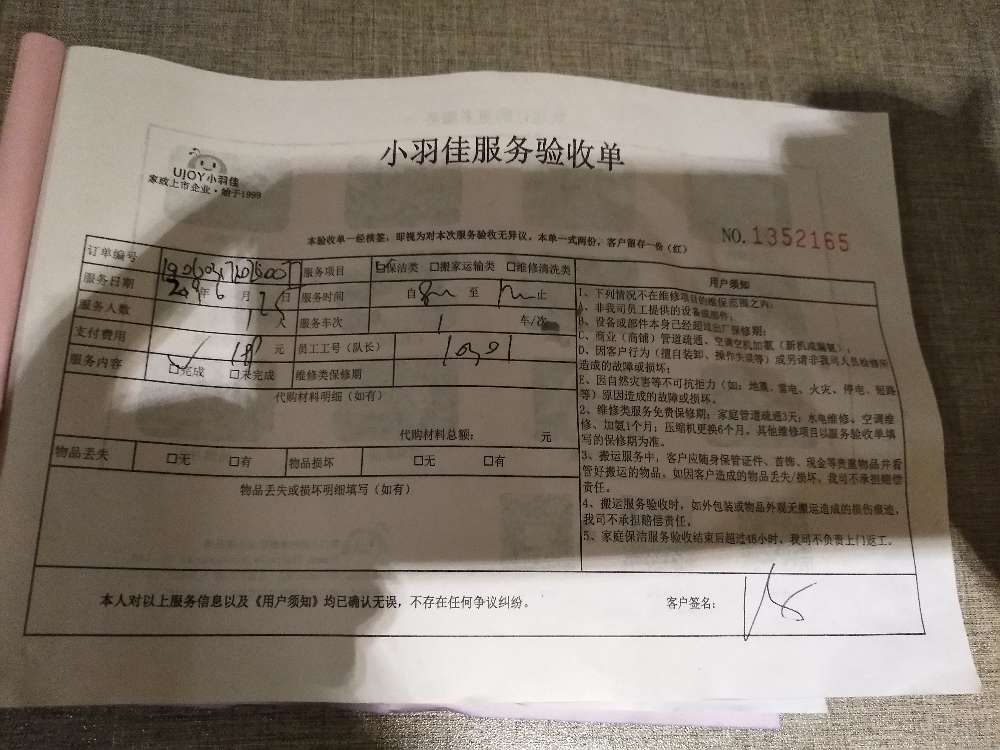 小羽佳服务验收单
UJOY小羽佳
家政上市企业·始于1999
本验收单一经核签，即视为对本次服务验收无异议。本单一式两份，客户留存一份（红）
NO.1352165
订单编号 服务项目 保洁类 □搬家运输类 □维修清洗类
服务日期 年6月25日 服务时间 自 至 止
服务人数 1人 服务车次 1 车/次
支付费用 元 员工工号（队长）
服务内容 □完成 □未完成 维修类保修期
代购材料明细（如有）
代购材料总额： 元
物品丢失 □无 □有 物品损坏 □无 □有
物品丢失或损坏明细填写（如有）
用户须知
1、下列情况不在维修项目的维保范围之内：
A、非我司员工提供的设备或部件；
B、设备或部件本身已经超过出厂保修期；
C、商业（商铺）管道疏通、空调空机加氨（新机或漏氨）；
D、因客户行为（擅自装卸、操作失误等）或另请非我司人员检修所
造成的故障或损坏；
E、因自然灾害等不可抗拒力（如：地震、雷电、火灾、停电、短路
等）原因造成的故障或损坏。
2、维修类服务免费保修期：家庭管道疏通3天；水电维修、空调维
修、加氨1个月；压缩机更换6个月。其他维修项目以服务验收单填
写的保修期为准。
3、搬运服务中，客户应随身保管证件、首饰、现金等贵重物品并看
管好搬运的物品，如因客户造成的物品丢失/损坏，我司不承担赔偿
责任。
4、搬运服务验收时，如外包装或物品外观无搬运造成的损伤痕迹，
我司不承担赔偿责任。
5、家庭保洁服务验收结束后超过48小时，我司不负责上门返工。
本人对以上服务信息以及《用户须知》均已确认无误，不存在任何争议纠纷。 客户签名：